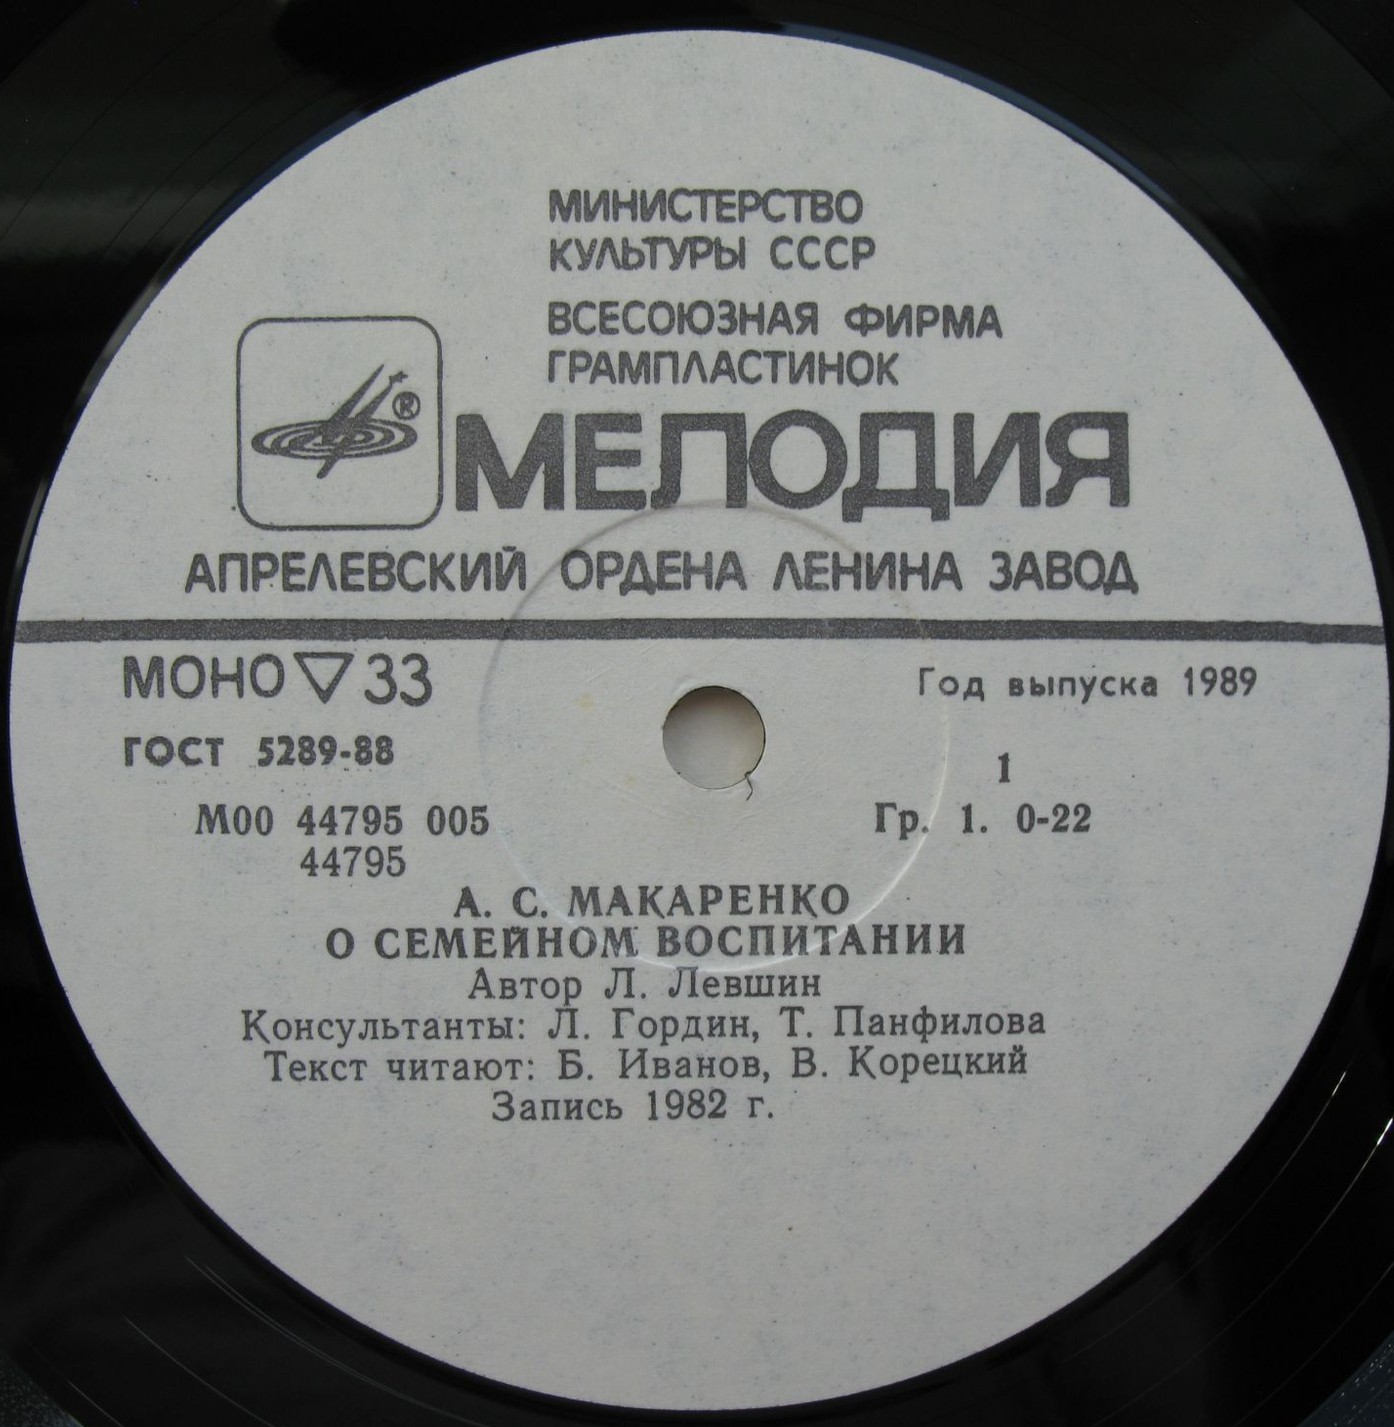 МИНИСТЕРСТВО
КУЛЬТУРЫ СССР
ВСЕСОЮЗНАЯ ФИРМА
ГРАМПЛАСТИНОК
®
МЕЛОДИЯ
АПРЕЛЕВСКИЙ ОРДЕНА ЛЕНИНА ЗАВОД
МОНО ▽ 33
Год выпуска 1989
ГОСТ 5289-88
1
М00 44795 005
Гр. 1. 0-22
44795
А. С. МАКАРЕНКО
О СЕМЕЙНОМ ВОСПИТАНИИ
Автор Л. Левшин
Консультанты: Л. Гордин, Т. Панфилова
Текст читают: Б. Иванов, В. Корецкий
Запись 1982 г.